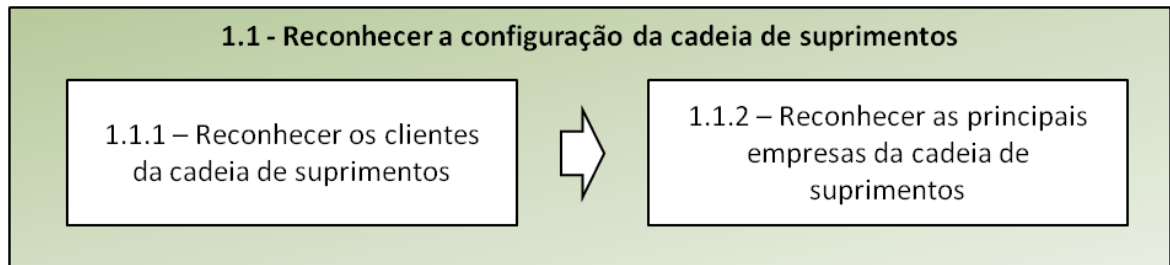 1.1 - Reconhecer a configuração da cadeia de suprimentos
1.1.1 – Reconhecer os clientes
da cadeia de suprimentos
1.1.2 – Reconhecer as principais
empresas da cadeia de
suprimentos